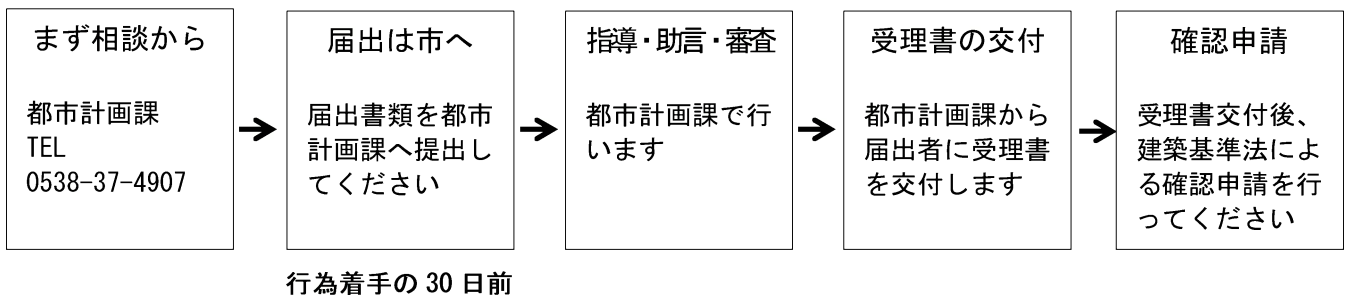 まず相談から
都市計画課
TEL
0538-37-4907
届出は市へ
届出書類を都市
計画課へ提出し
てください
指導・助言・審査
都市計画課で行
います
受理書の交付
都市計画課から
届出者に受理書
を交付します
確認申請
受理書交付後、
建築基準法によ
る確認申請を行
ってください
行為着手の 30 日前